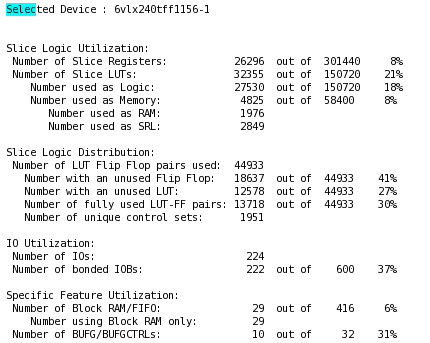 Selected Device : 6vlx240tff1156-1
Slice Logic Utilization:
Number of Slice Registers: 26296 out of 301440 8%
Number of Slice LUTs: 32355 out of 150720 21%
Number used as Logic: 27530 out of 150720 18%
Number used as Memory: 4825 out of 58400 8%
Number used as RAM: 1976
Number used as SRL: 2849
Slice Logic Distribution:
Number of LUT Flip Flop pairs used: 44933
Number with an unused Flip Flop: 18637 out of 44933 41%
Number with an unused LUT: 12578 out of 44933 27%
Number of fully used LUT-FF pairs: 13718 out of 44933 30%
Number of unique control sets: 1951
IO Utilization:
Number of IOs: 224
Number of bonded IOBs: 222 out of 600 37%
Specific Feature Utilization:
Number of Block RAM/FIFO: 29 out of 416 6%
Number using Block RAM only: 29
Number of BUFG/BUFGCTRLs: 10 out of 32 31%